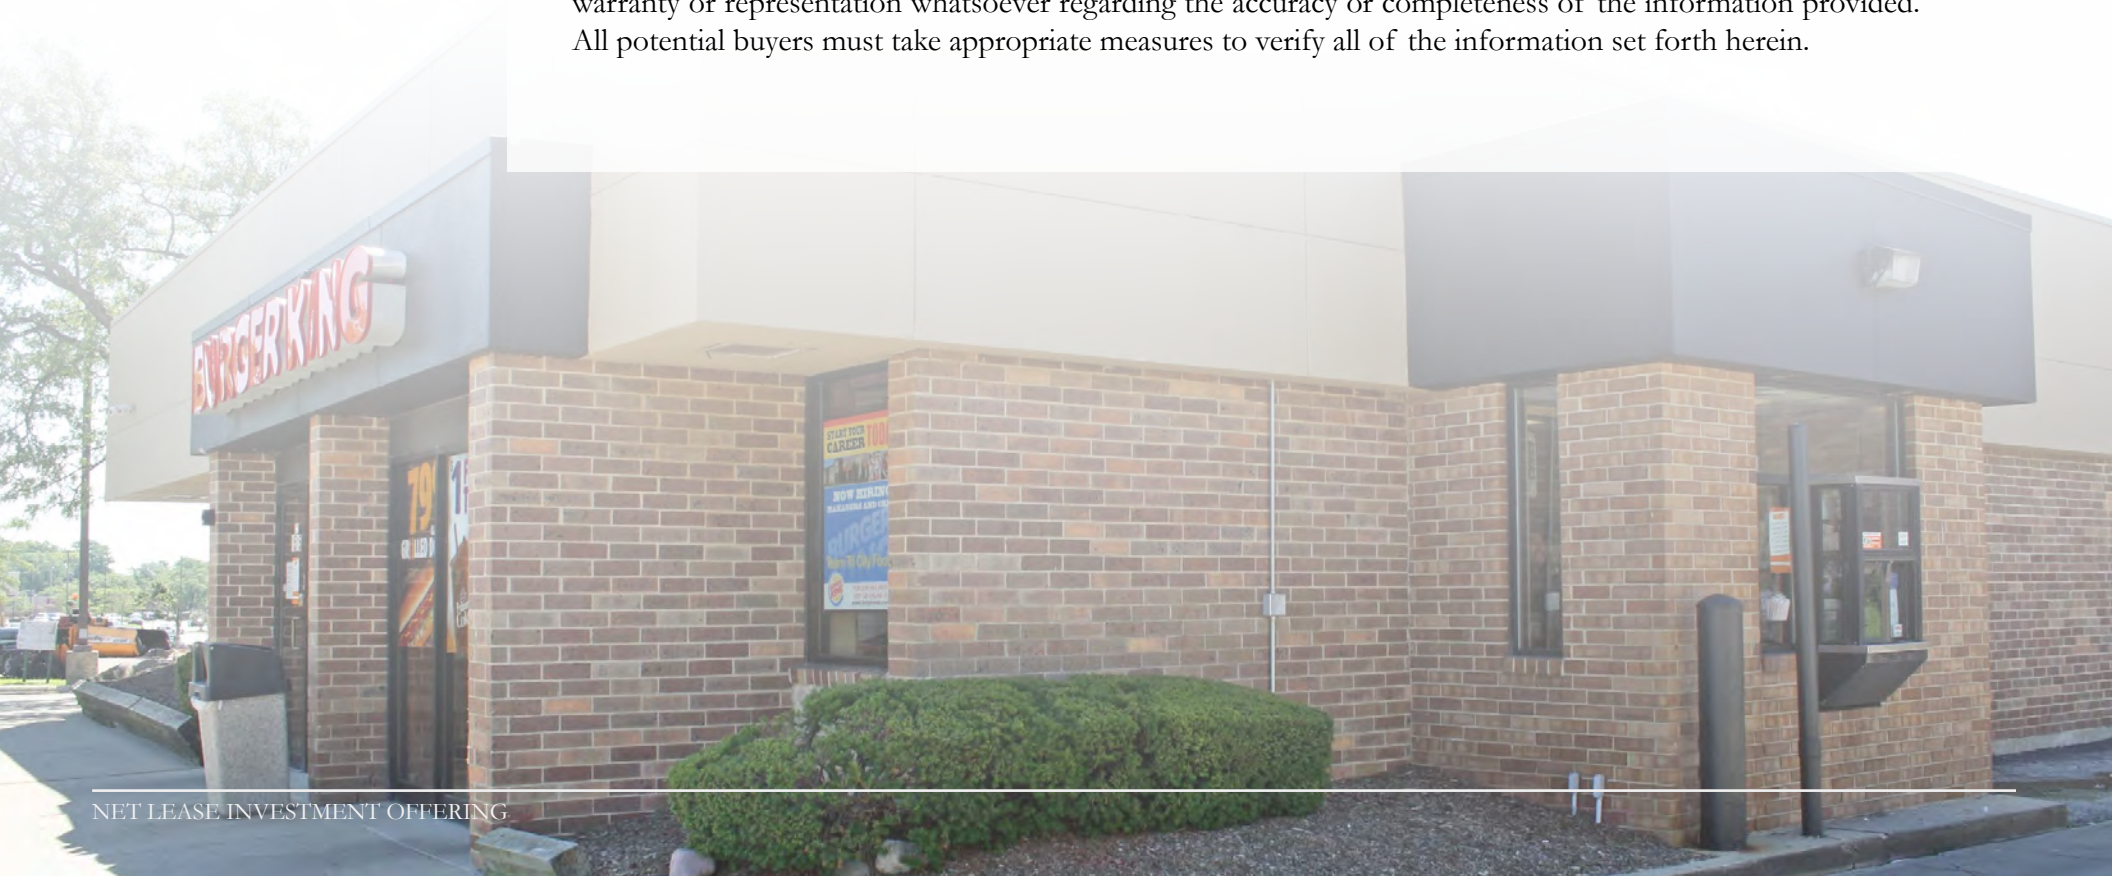 warranty or representation whatsoever regarding the accuracy or completeness of the information provided.
All potential buyers must take appropriate measures to verify all of the information set forth herein.
BURGER KING
START YOUR
CAREER
NOW HIRING
79
NET LEASE INVESTMENT OFFERING